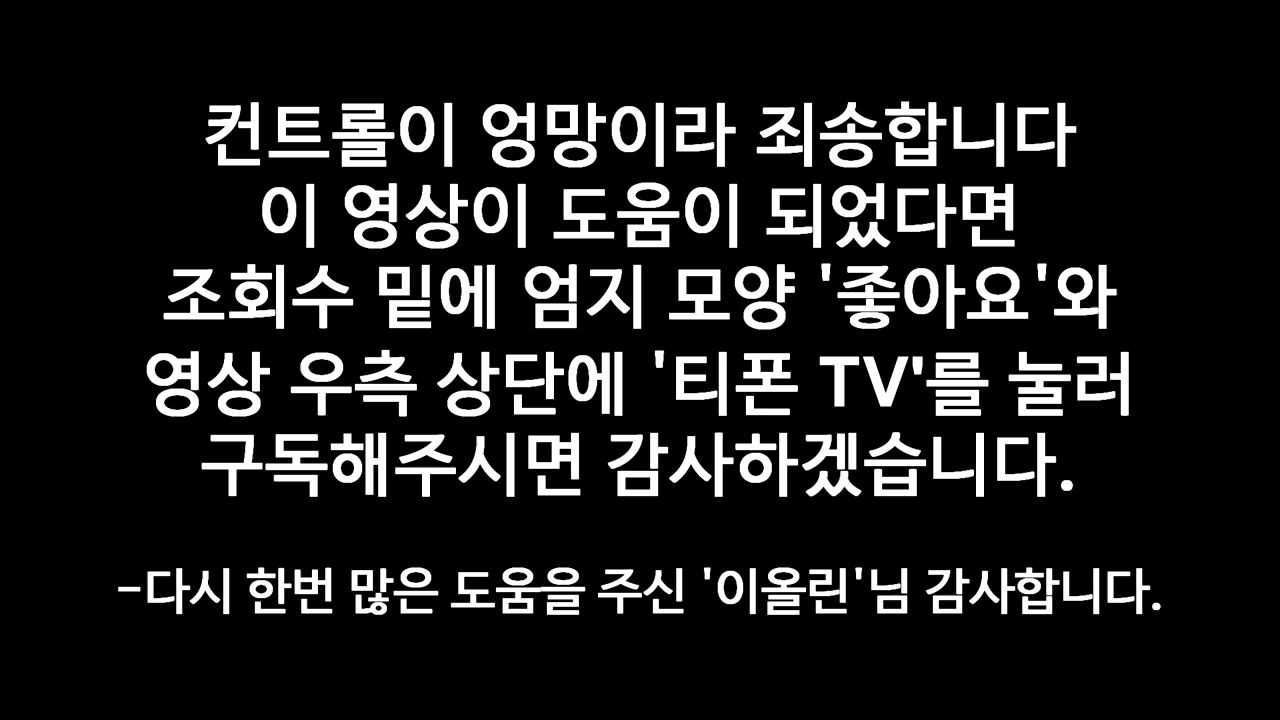 컨트롤이 엉망이라 죄송합니다
이 영상이 도움이 되었다면
조회수 밑에 엄지 모양 '좋아요'와
영상 우측 상단에 '티폰 TV'를 눌러
구독해주시면 감사하겠습니다.
-다시 한번 많은 도움을 주신 '이올린'님 감사합니다.